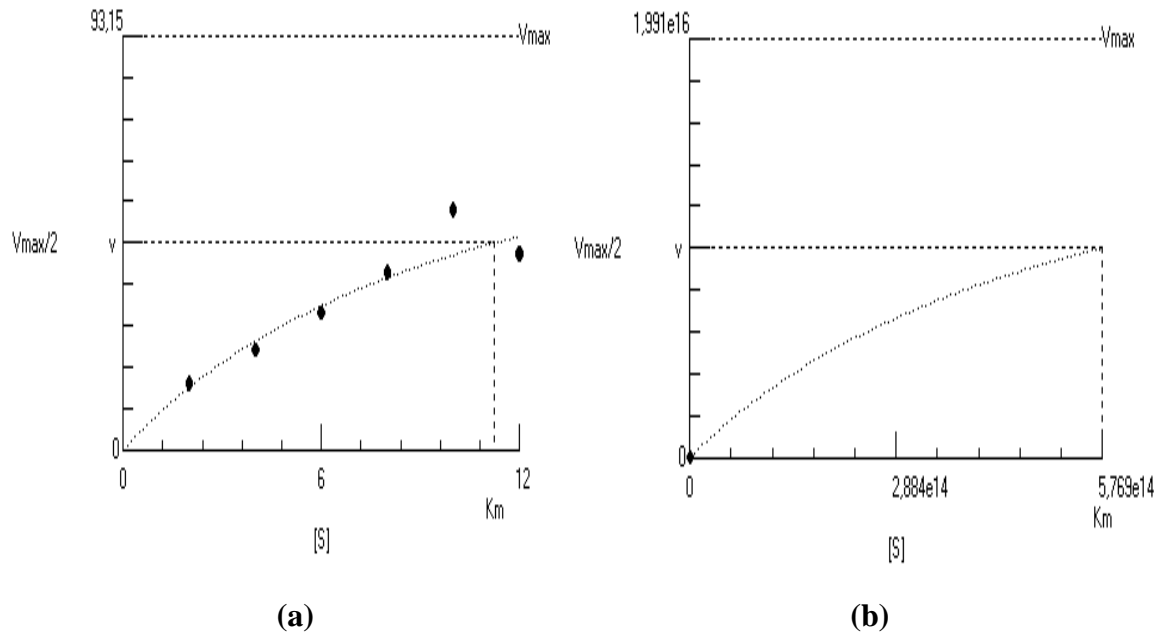 93,15
Vmax
Vmax/2
v
0
0
6
12
Km
[S]
(a)
1,991e16
Vmax
Vmax/2
v
0
0
2,884e14
5,769e14
Km
[S]
(b)